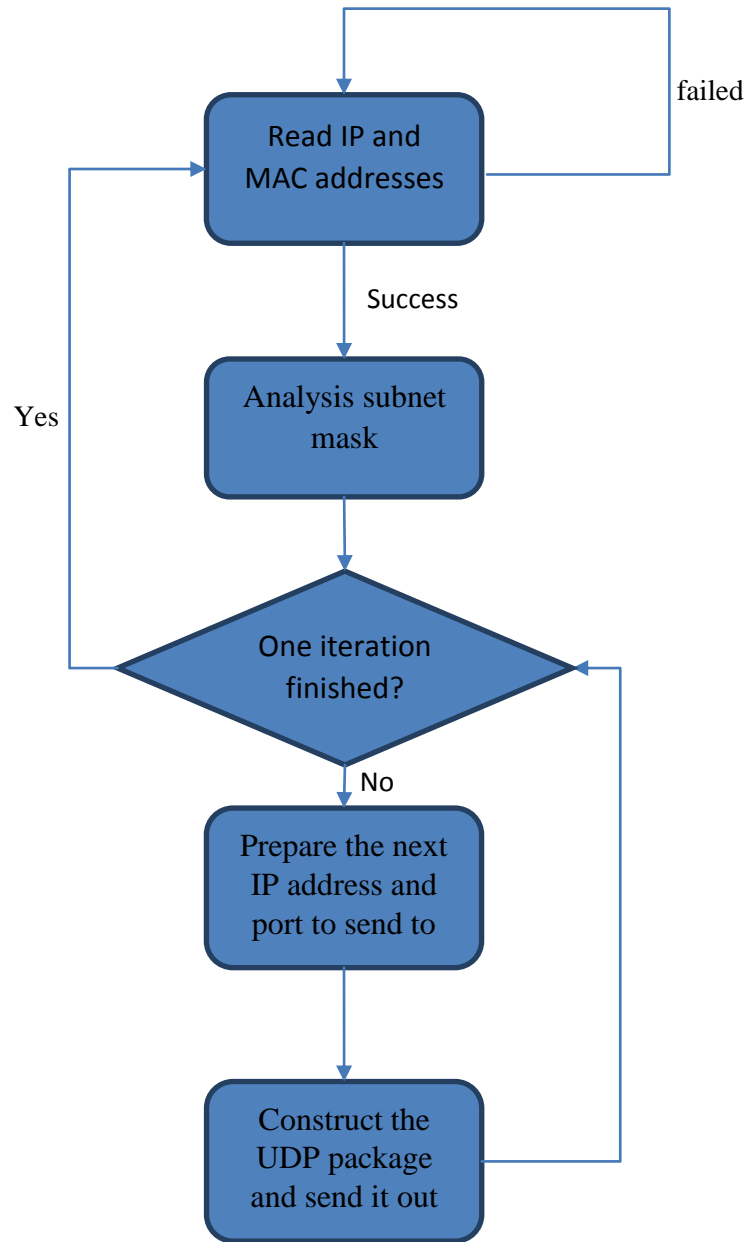 failed
Read IP and
MAC addresses
Success
Analysis subnet
mask
Yes
One iteration
finished?
No
Prepare the next
IP address and
port to send to
Construct the
UDP package
and send it out